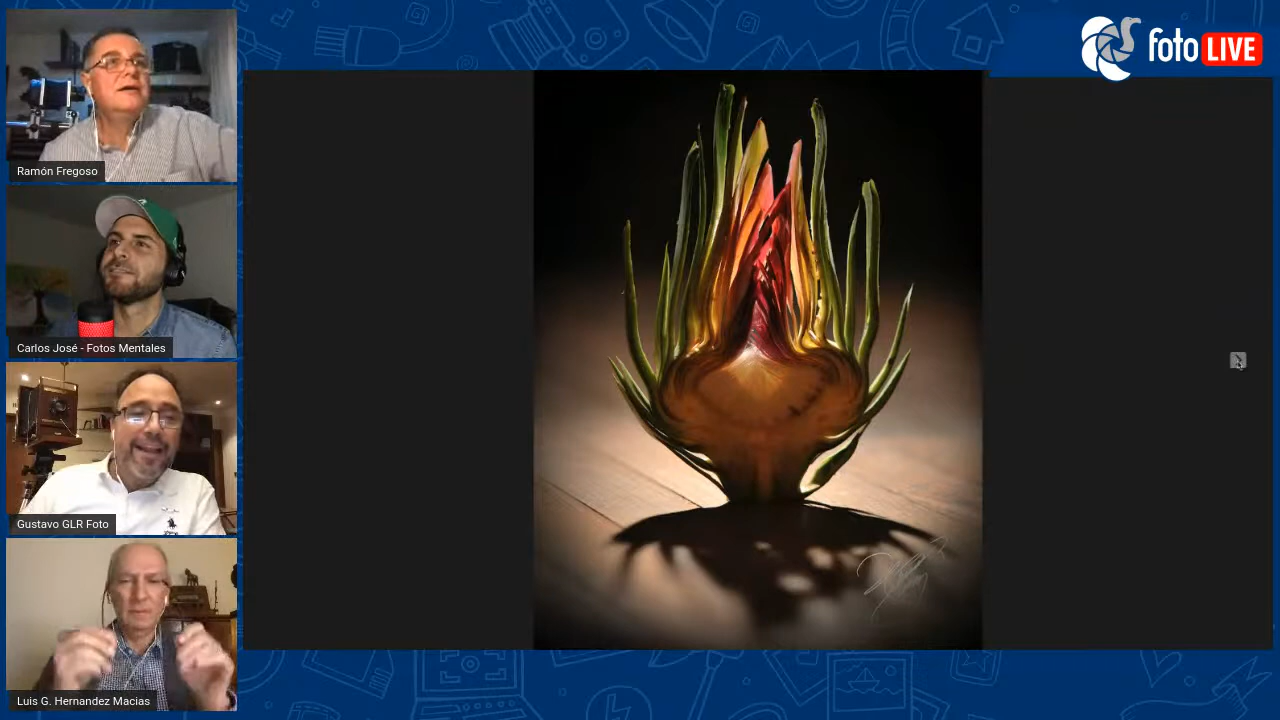 foto LIVE
Ramón Fregoso
Carlos José - Fotos Mentales
Gustavo GLR Foto
Luis G. Hernandez Macias